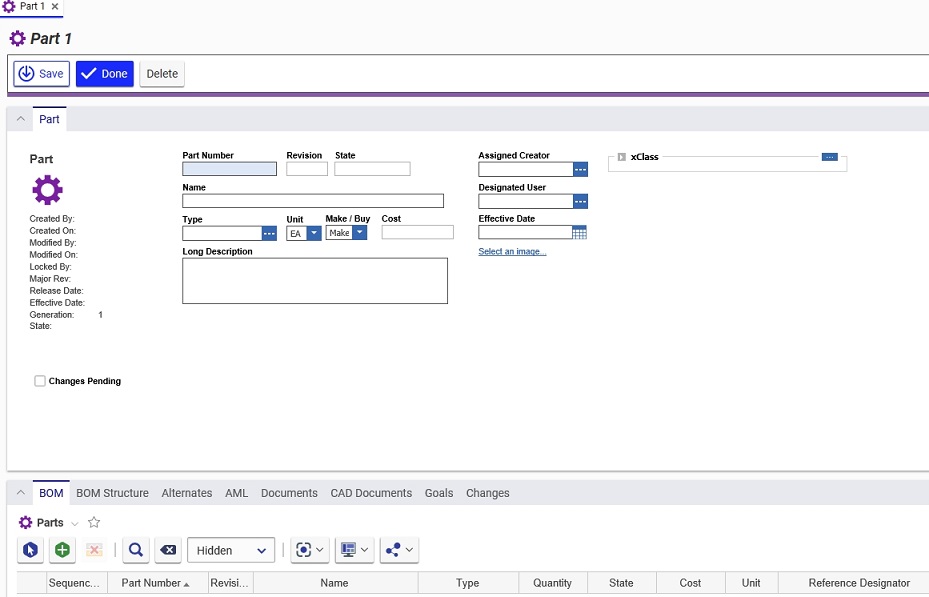 Part 1
Part 1
Save Done Delete
Part
Part
Created By:
Created On:
Modified By:
Modified On:
Locked By:
Major Rev:
Release Date:
Effective Date:
Generation: 1
State:
Changes Pending
Part Number Revision State
Name
Type Unit Make / Buy Cost
EA Make
Long Description
Assigned Creator
Designated User
Effective Date
Select an image...
xClass
BOM BOM Structure Alternates AML Documents CAD Documents Goals Changes
Parts
Hidden
Sequenc... Part Number Revisi... Name Type Quantity State Cost Unit Reference Designator